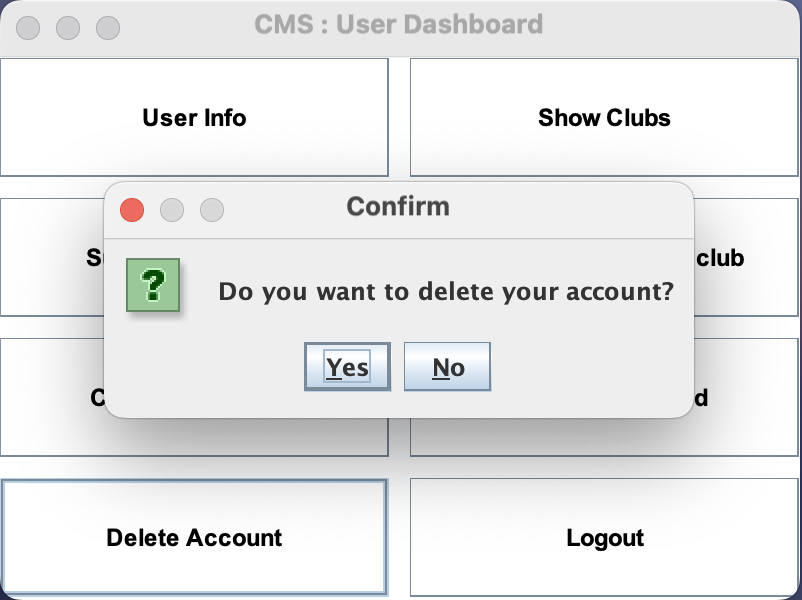 CMS : User Dashboard
User Info
Show Clubs
Confirm
club
?
Do you want to delete your account?
Yes
No
Delete Account
Logout